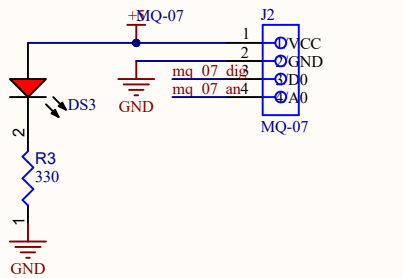 +5
MQ-07
J2
1
VCC
2
GND
mq_07_dig
3
D0
mq_07_an
4
A0
GND
MQ-07
DS3
2
R3
330
1
GND